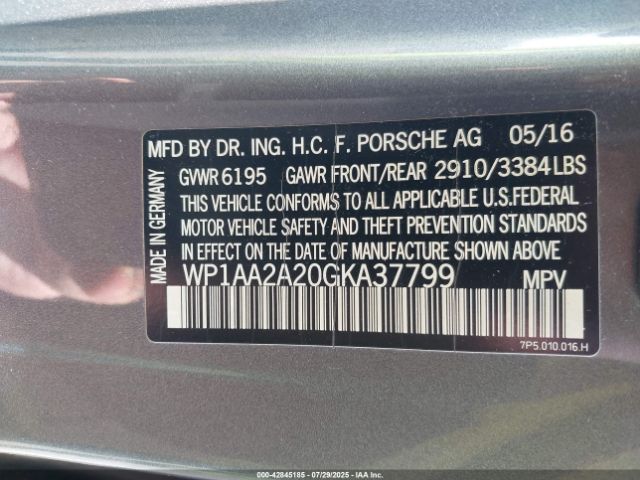 MFD BY DR. ING. H.C. F. PORSCHE AG 05/16
GVWR 6195 GAWR FRONT/REAR 2910/3384 LBS
THIS VEHICLE CONFORMS TO ALL APPLICABLE U.S.FEDERAL
MOTOR VEHICLE SAFETY AND THEFT PREVENTION STANDARDS
IN EFFECT ON THE DATE OF MANUFACTURE SHOWN ABOVE
WP1AA2A20GKA37799 MPV
MADE IN GERMANY
7P5.010.016.H
000-42845185 | 07/29/2025 | IAA, Inc.